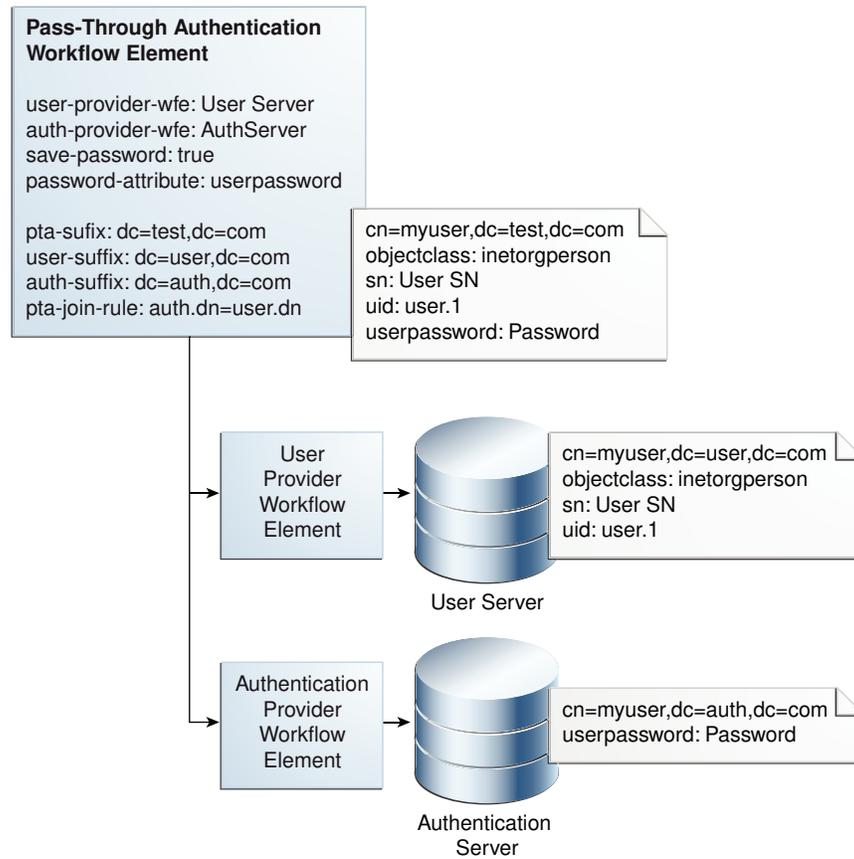 Pass-Through Authentication
Workflow Element
user-provider-wfe: User Server
auth-provider-wfe: AuthServer
save-password: true
password-attribute: userpassword
pta-sufix: dc=test,dc=com
user-suffix: dc=user,dc=com
auth-suffix: dc=auth,dc=com
pta-join-rule: auth.dn=user.dn
cn=myuser,dc=test,dc=com
objectclass: inetorgperson
sn: User SN
uid: user.1
userpassword: Password
User
Provider
Workflow
Element
User Server
cn=myuser,dc=user,dc=com
objectclass: inetorgperson
sn: User SN
uid: user.1
Authentication
Provider
Workflow
Element
Authentication
Server
cn=myuser,dc=auth,dc=com
userpassword: Password